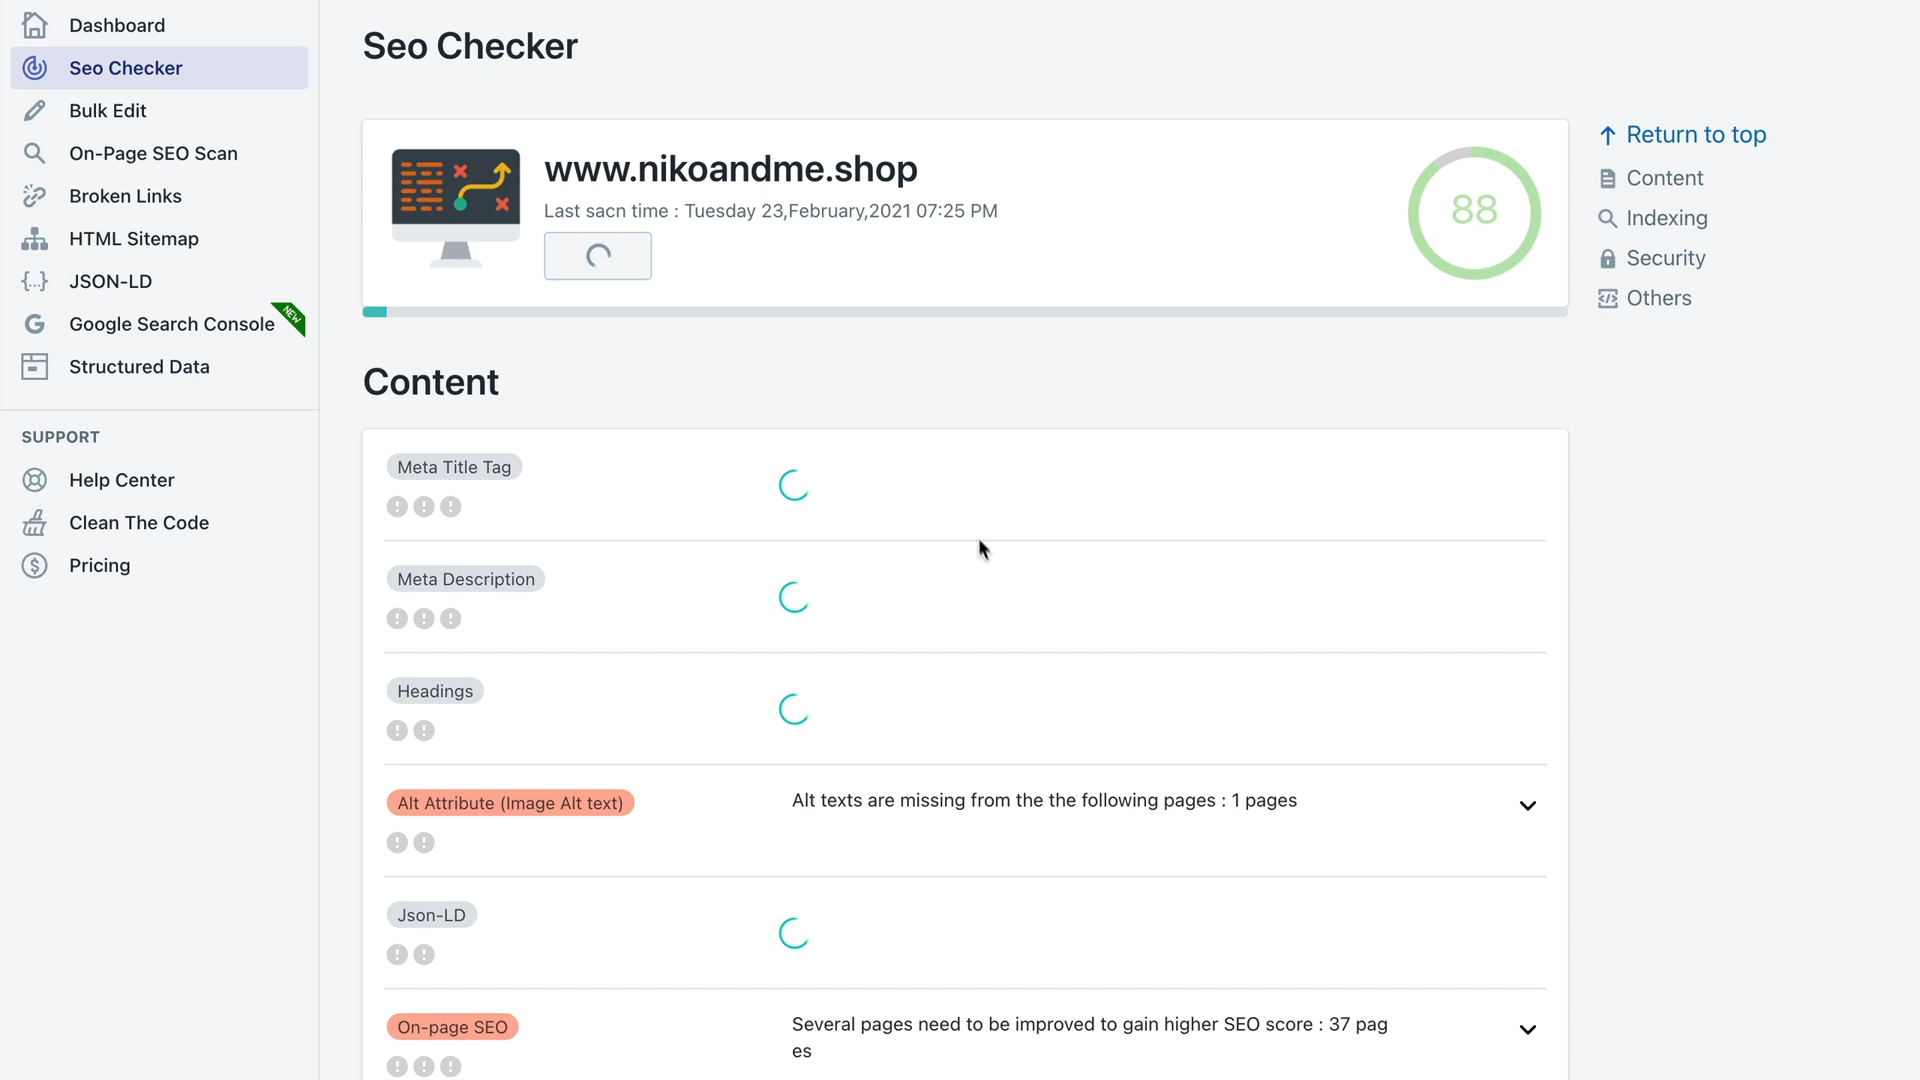 Dashboard
Seo Checker
Bulk Edit
On-Page SEO Scan
Broken Links
HTML Sitemap
JSON-LD
Google Search Console
NEW
Structured Data
SUPPORT
Help Center
Clean The Code
Pricing
Seo Checker
www.nikoandme.shop
Last sacn time : Tuesday 23,February,2021 07:25 PM
88
Return to top
Content
Indexing
Security
Others
Content
Meta Title Tag
Meta Description
Headings
Alt Attribute (Image Alt text)
Alt texts are missing from the the following pages : 1 pages
Json-LD
On-page SEO
Several pages need to be improved to gain higher SEO score : 37 pag
es